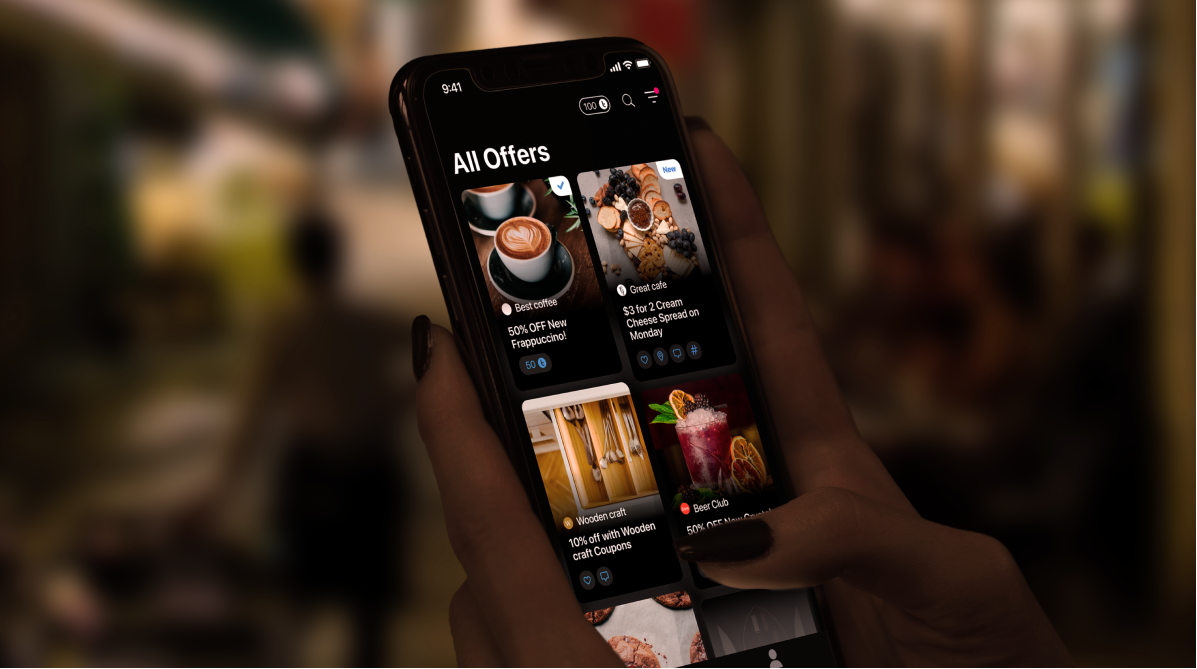 9:41
100
All Offers
New
Best coffee
50% OFF New
Frappuccino!
50
Great cafe
$3 for 2 Cream
Cheese Spread on
Monday
Wooden craft
10% off with Wooden
craft Coupons
Beer Club
50% OFF New